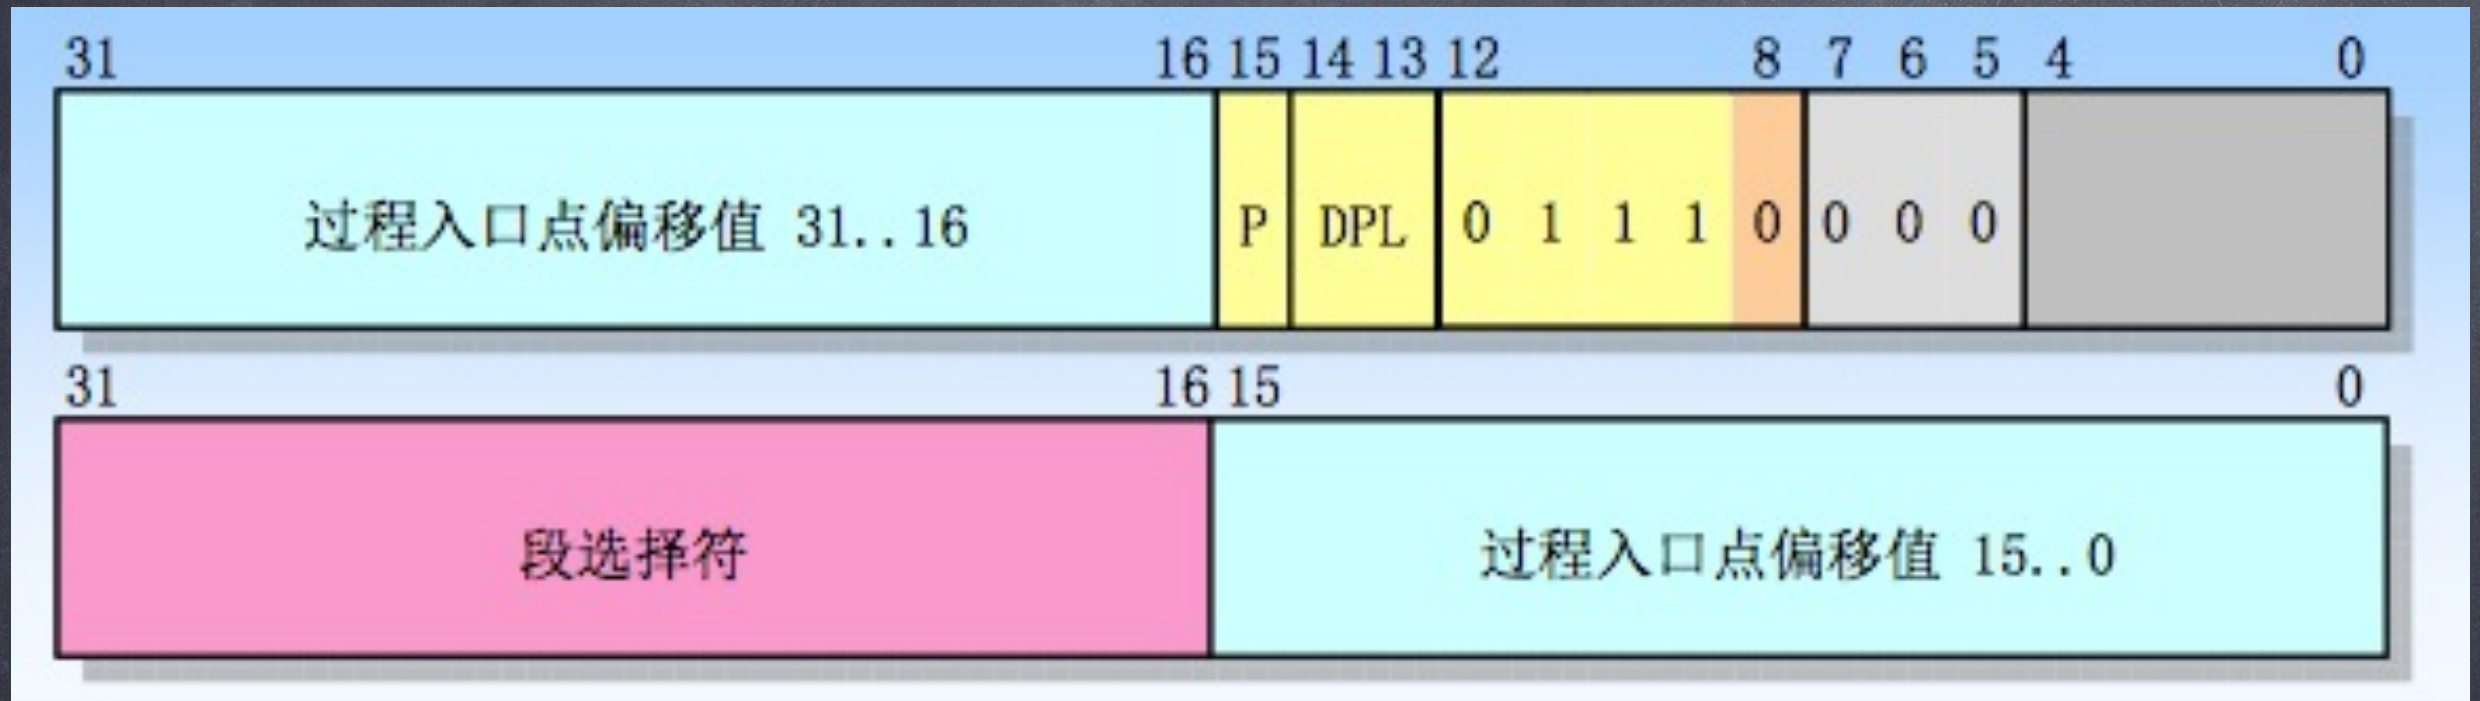 31 16 15 14 13 12 8 7 6 5 4 0
过程入口点偏移值 31..16 P DPL 0 1 1 1 0 0 0 0
31 16 15 0
段选择符 过程入口点偏移值 15..0